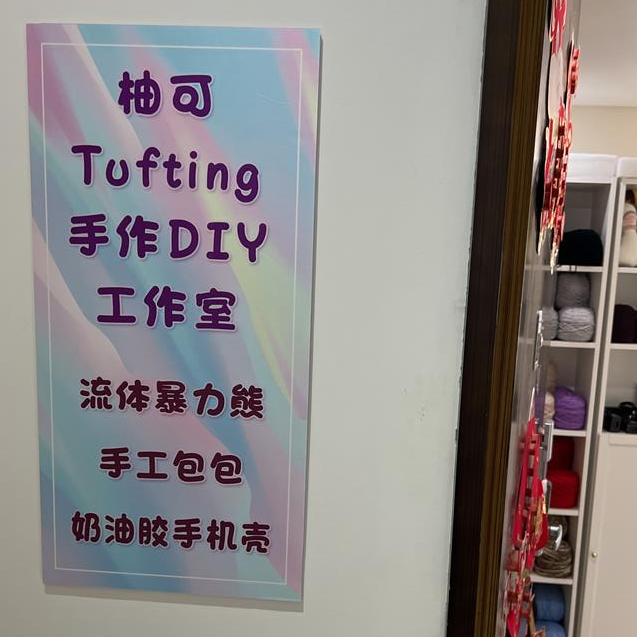 柚可
Tufting
手作DIY
工作室
流体暴力熊
手工包包
奶油胶手机壳